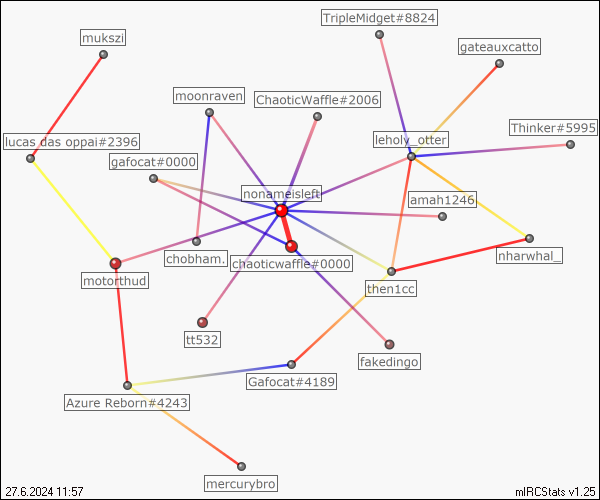 TripleMidget#8824
mukszi
gateauxcatto
moonraven
ChaoticWaffle#2006
Thinker#5995
lucas das oppai#2396
leholy_otter
gafocat#0000
nonameisleft
amah1246
chobham.
chaoticwaffle#0000
nharwhal_
motorthud
then1cc
tt532
fakedingo
Gafocat#4189
Azure Reborn#4243
mercurybro
27.6.2024 11:57
mIRCStats v1.25